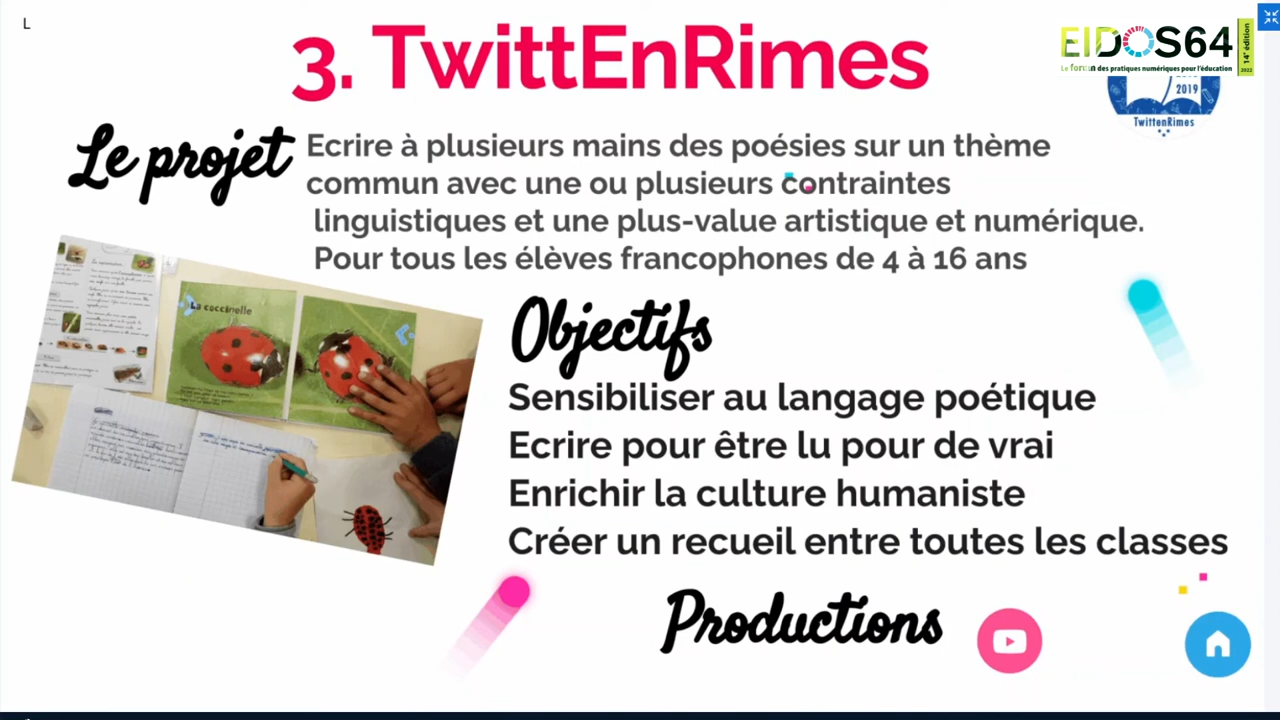 L
3. TwittEnRimes
EIDOS64
Le forum des pratiques numériques pour l'éducation
14e édition
2022
2019
TwittenRimes
Le projet
Ecrire à plusieurs mains des poésies sur un thème
commun avec une ou plusieurs contraintes
linguistiques et une plus-value artistique et numérique.
Pour tous les élèves francophones de 4 à 16 ans
La coccinelle
Objectifs
Sensibiliser au langage poétique
Ecrire pour être lu pour de vrai
Enrichir la culture humaniste
Créer un recueil entre toutes les classes
Productions